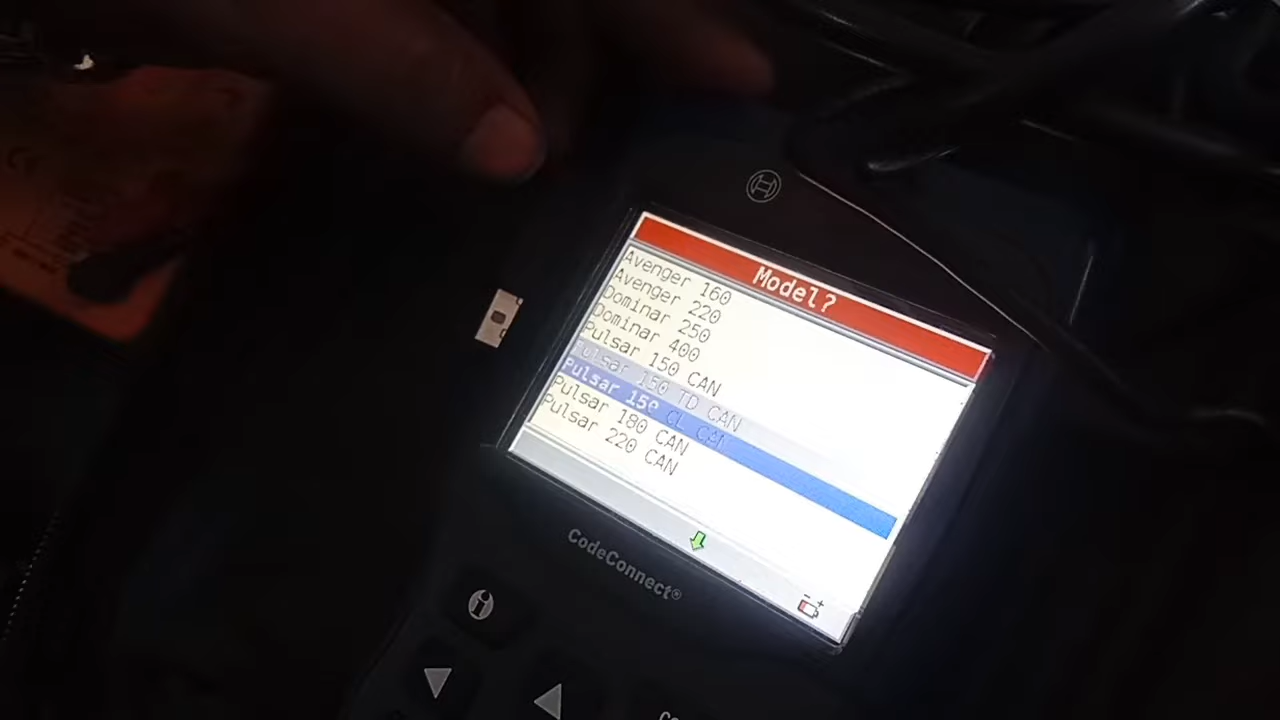 Model?
Avenger 160
Avenger 220
Dominar 250
Dominar 400
Pulsar 150 CAN
Pulsar 150 TD CAN
Pulsar 150 CL CAN
Pulsar 180 CAN
Pulsar 220 CAN
CodeConnect®